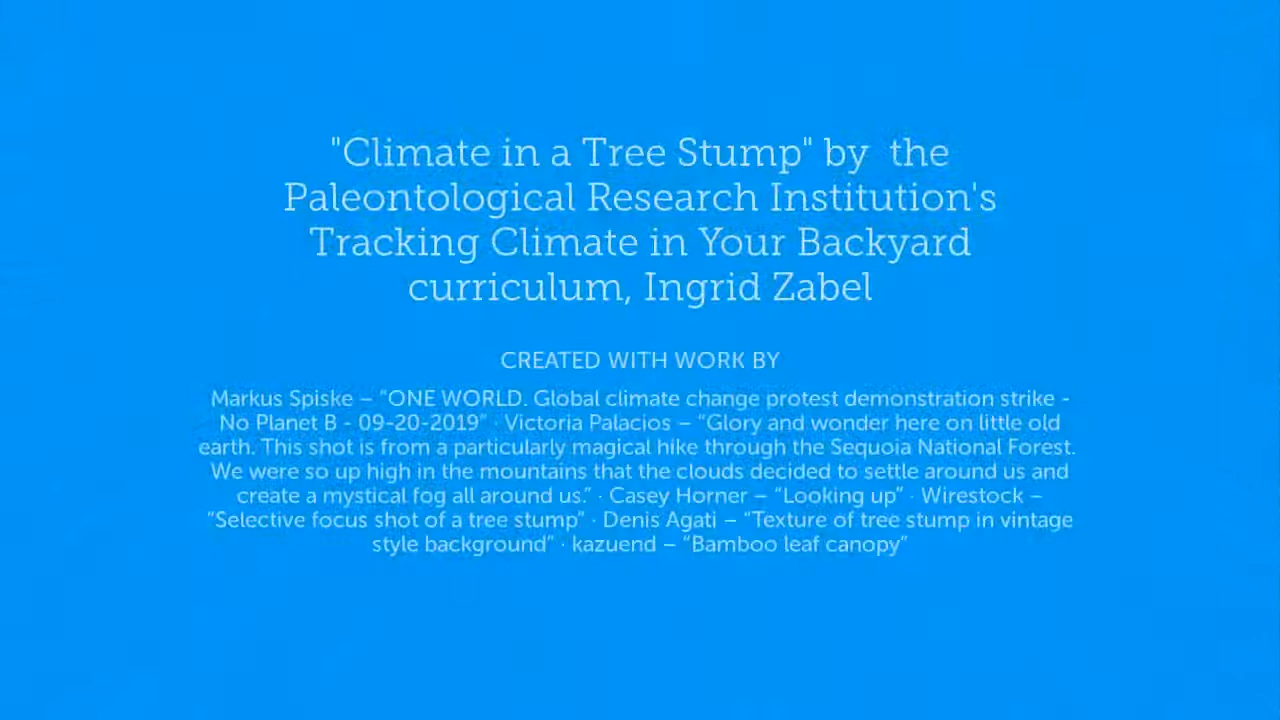 "Climate in a Tree Stump" by  the
Paleontological Research Institution's
Tracking Climate in Your Backyard
curriculum, Ingrid Zabel
CREATED WITH WORK BY
Markus Spiske – “ONE WORLD. Global climate change protest demonstration strike -
No Planet B - 09-20-2019” · Victoria Palacios – “Glory and wonder here on little old
earth. This shot is from a particularly magical hike through the Sequoia National Forest.
We were so up high in the mountains that the clouds decided to settle around us and
create a mystical fog all around us.” · Casey Horner – “Looking up” · Wirestock –
“Selective focus shot of a tree stump” · Denis Agati – “Texture of tree stump in vintage
style background” · kazuend – “Bamboo leaf canopy”